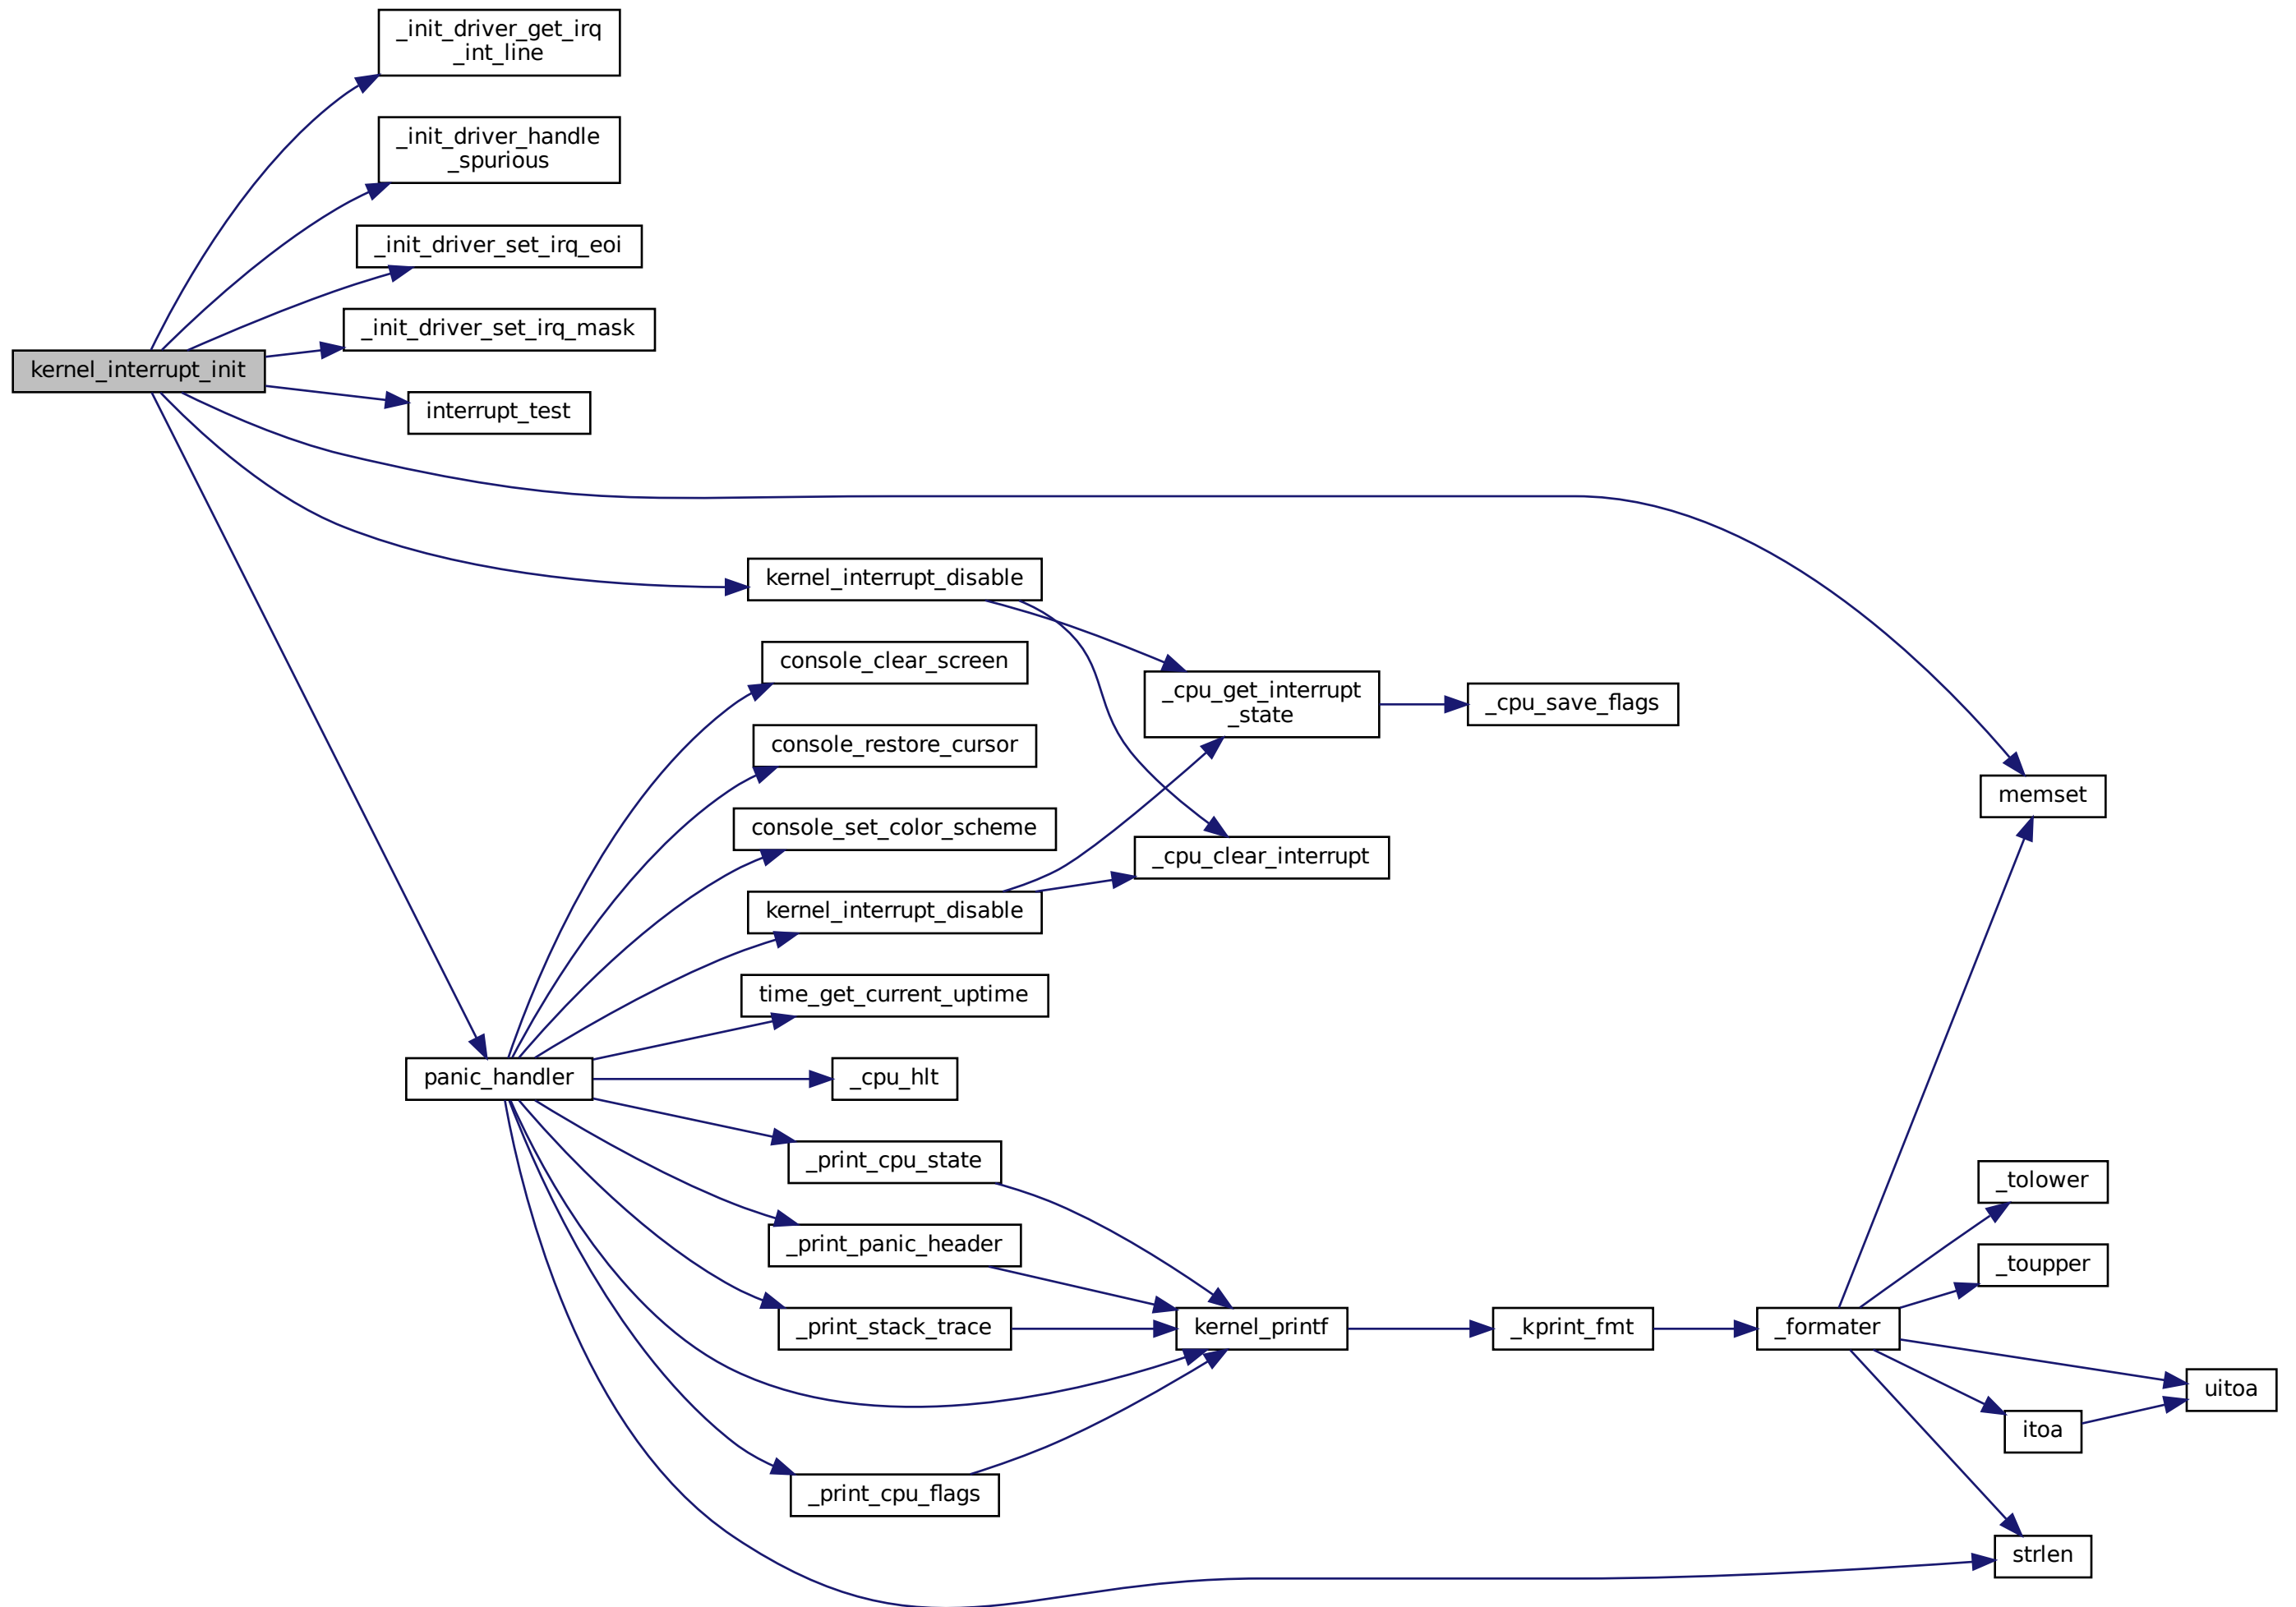 _init_driver_get_irq
_int_line
_init_driver_handle
_spurious
_init_driver_set_irq_eoi
_init_driver_set_irq_mask
kernel_interrupt_init
interrupt_test
kernel_interrupt_disable
console_clear_screen
_cpu_get_interrupt
_state
_cpu_save_flags
console_restore_cursor
memset
console_set_color_scheme
_cpu_clear_interrupt
kernel_interrupt_disable
time_get_current_uptime
panic_handler
_cpu_hlt
_print_cpu_state
_tolower
_print_panic_header
_toupper
_print_stack_trace
kernel_printf
_kprint_fmt
_formater
uitoa
itoa
_print_cpu_flags
strlen